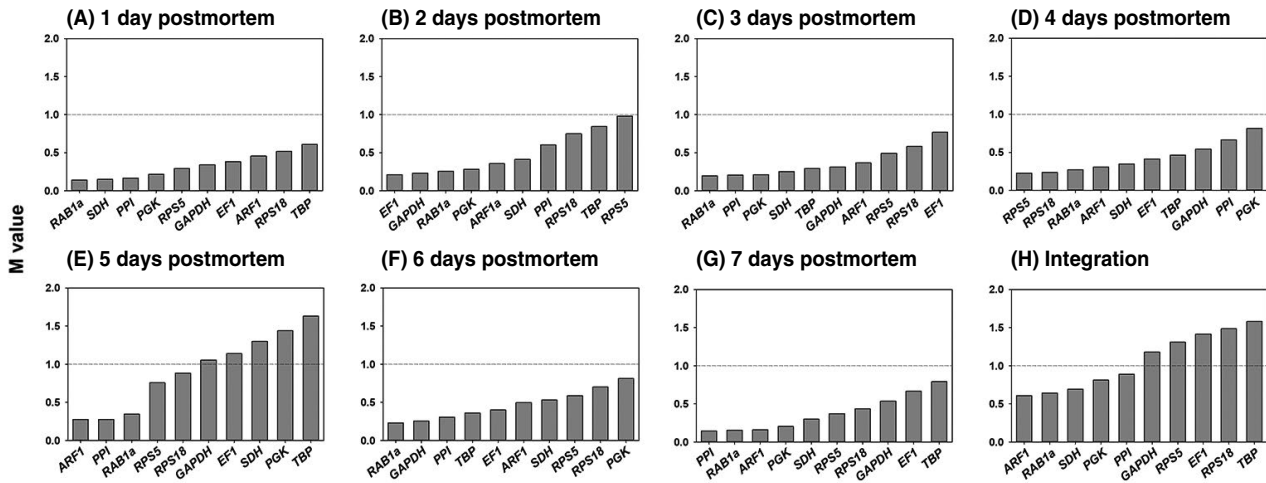 (A) 1 day postmortem
2.0
1.5
1.0
0.5
0.0
RAB1a SDH PPI PGK RPS5 GAPDH EF1 ARF1 RPS18 TBP
(B) 2 days postmortem
2.0
1.5
1.0
0.5
0.0
EF1 GAPDH RAB1a PGK ARF1a SDH PPI RPS18 TBP RPS5
(C) 3 days postmortem
2.0
1.5
1.0
0.5
0.0
RAB1a PPI PGK SDH TBP GAPDH ARF1 RPS5 RPS18 EF1
(D) 4 days postmortem
2.0
1.5
1.0
0.5
0.0
RPS5 RPS18 RAB1a ARF1 SDH EF1 TBP GAPDH PPI PGK
M value
(E) 5 days postmortem
2.0
1.5
1.0
0.5
0.0
ARF1 PPI RAB1a RPS5 RPS18 GAPDH EF1 SDH PGK TBP
(F) 6 days postmortem
2.0
1.5
1.0
0.5
0.0
RAB1a GAPDH PPI TBP EF1 ARF1 SDH RPS5 RPS18 PGK
(G) 7 days postmortem
2.0
1.5
1.0
0.5
0.0
PPI RAB1a ARF1 PGK SDH RPS5 RPS18 GAPDH EF1 TBP
(H) Integration
2.0
1.5
1.0
0.5
0.0
ARF1 RAB1a SDH PGK PPI GAPDH RPS5 EF1 RPS18 TBP